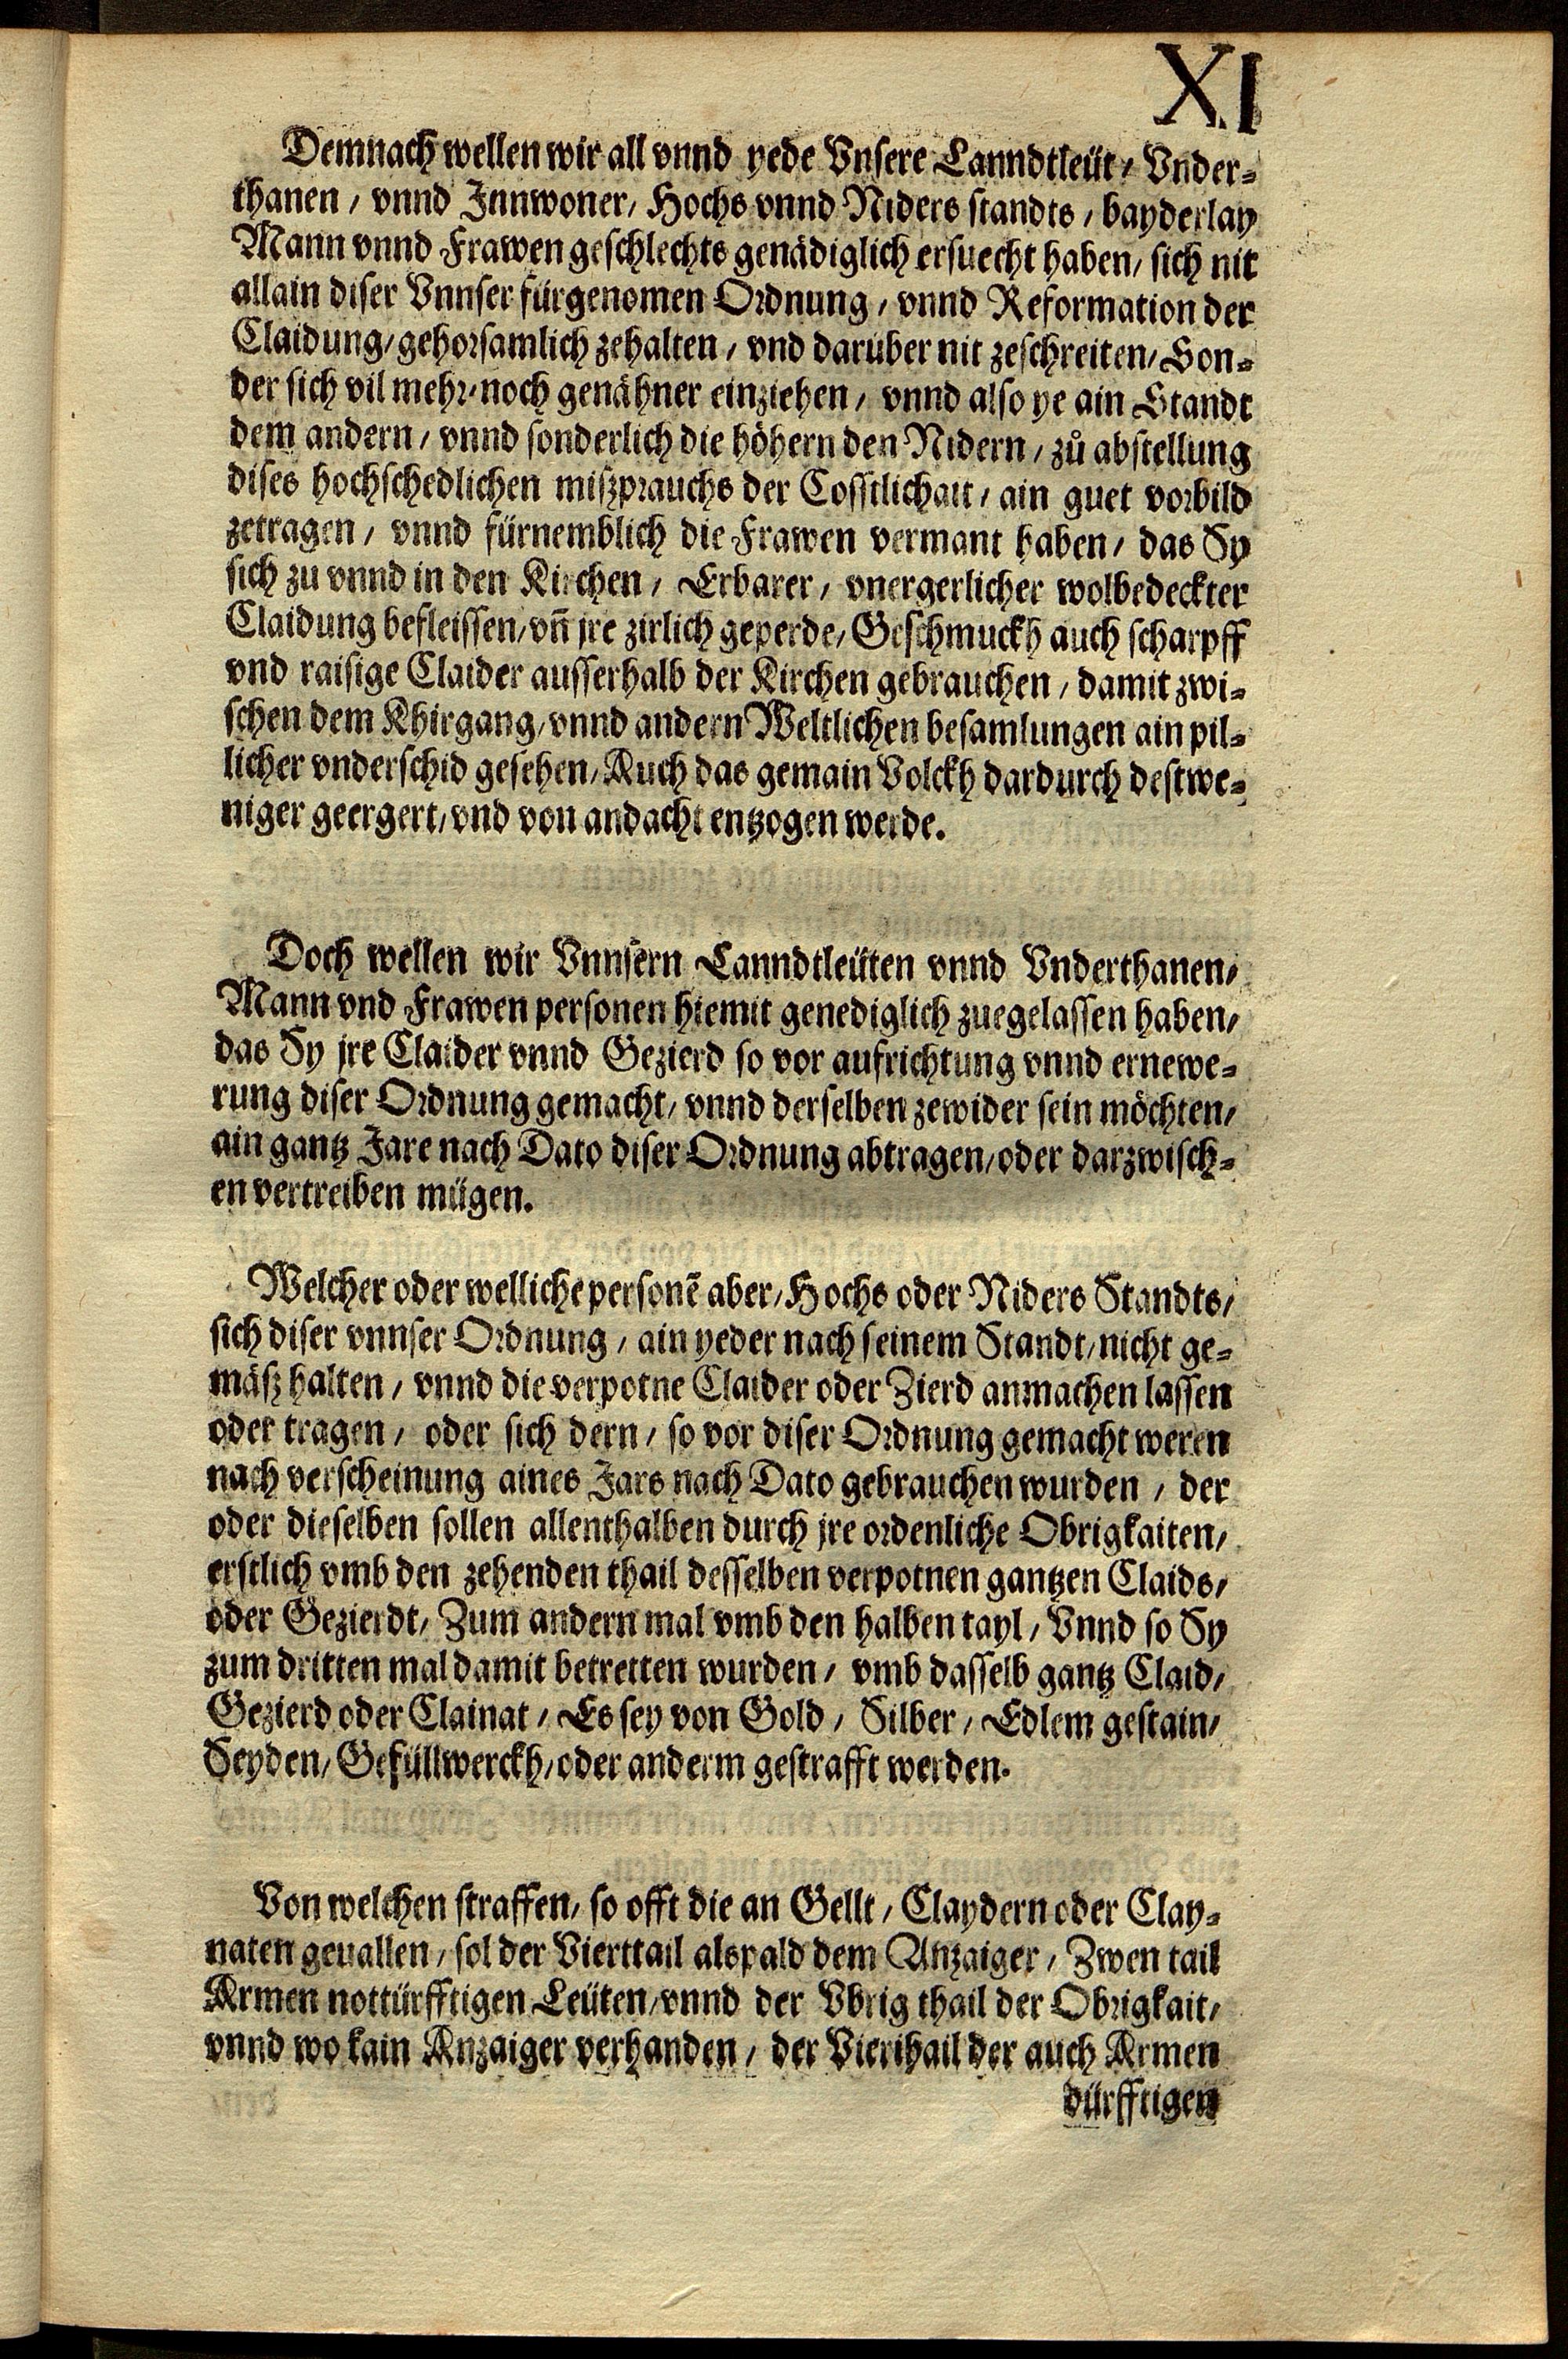 XI
Demnach wellen wir all vnnd yede Vnsere Lanndtleüt / Vnder⸗
thanen / vnnd Innwoner / Hochs vnnd Niders standts / bayderlay
Mann vnnd Frawen geschlechts genädiglich ersuecht haben / sich nit
allain diser Vnnser fürgenomen Ordnung / vnnd Reformation der
Claidung / gehorsamlich zehalten / vnd darüber nit zeschreiten / Son⸗
der sich vil mehr / noch genähner einziehen / vnnd also ye ain Standt
dem andern / vnnd sonderlich die höhern den Nidern / zů abstellung
dises hochschedlichen miszprauchs der Cosstlichait / ain guet vorbild
zetragen / vnnd fürnemblich die Frawen vermant haben / das Sy
sich zu vnnd in den Kirchen / Erbarer / vnergerlicher wolbedeckter
Claidung befleissen / vñ jre zirlich geperde / Geschmuckh auch scharpff
vnd raisige Claider ausserhalb der Kirchen gebrauchen / damit zwi⸗
schen dem Khirgang / vnnd andern Weltlichen besamlungen ain pil⸗
licher vnderschid gesehen / Auch das gemain Volckh dardurch destwe⸗
niger geergert / vnd von andacht entzogen werde.
Doch wellen wir Vnnsern Lanndtleüten vnnd Vnderthanen /
Mann vnd Frawen personen hiemit genediglich zuegelassen haben /
das Sy jre Claider vnnd Gezierd so vor aufrichtung vnnd ernewe⸗
rung diser Ordnung gemacht / vnnd derselben zewider sein möchten /
ain gantz Jare nach Dato diser Ordnung abtragen / oder darzwisch⸗
en vertreiben mügen.
Welcher oder welliche personē aber / Hochs oder Niders Standts /
sich diser vnnser Ordnung / ain yeder nach seinem Standt / nicht ge⸗
mäsz halten / vnnd die verpotne Claider oder Zierd anmachen lassen
oder tragen / oder sich dern / so vor diser Ordnung gemacht weren
nach verscheinung aines Jars nach Dato gebrauchen wurden / der
oder dieselben sollen allenthalben durch jre ordenliche Obrigkaiten /
erstlich vmb den zehenden thail desselben verpotnen gantzen Claids /
oder Gezierdt / Zum andern mal vmb den halben tayl / Vnnd so Sy
zum dritten mal damit betretten wurden / vmb dasselb gantz Claid /
Gezierd oder Clainat / Es sey von Gold / Silber / Edlem gestain /
Seyden / Gefüllwerckh / oder anderm gestrafft werden.
Von welchen straffen / so offt die an Gellt / Claydern oder Clay⸗
naten geuallen / sol der Vierttail alspald dem Anzaiger / Zwen tail
Armen nottürfftigen Leüten / vnnd der Vbrig thail der Obrigkait /
vnnd wo kain Anzaiger verhanden / der Vierthail der auch Armen
dürfftigen